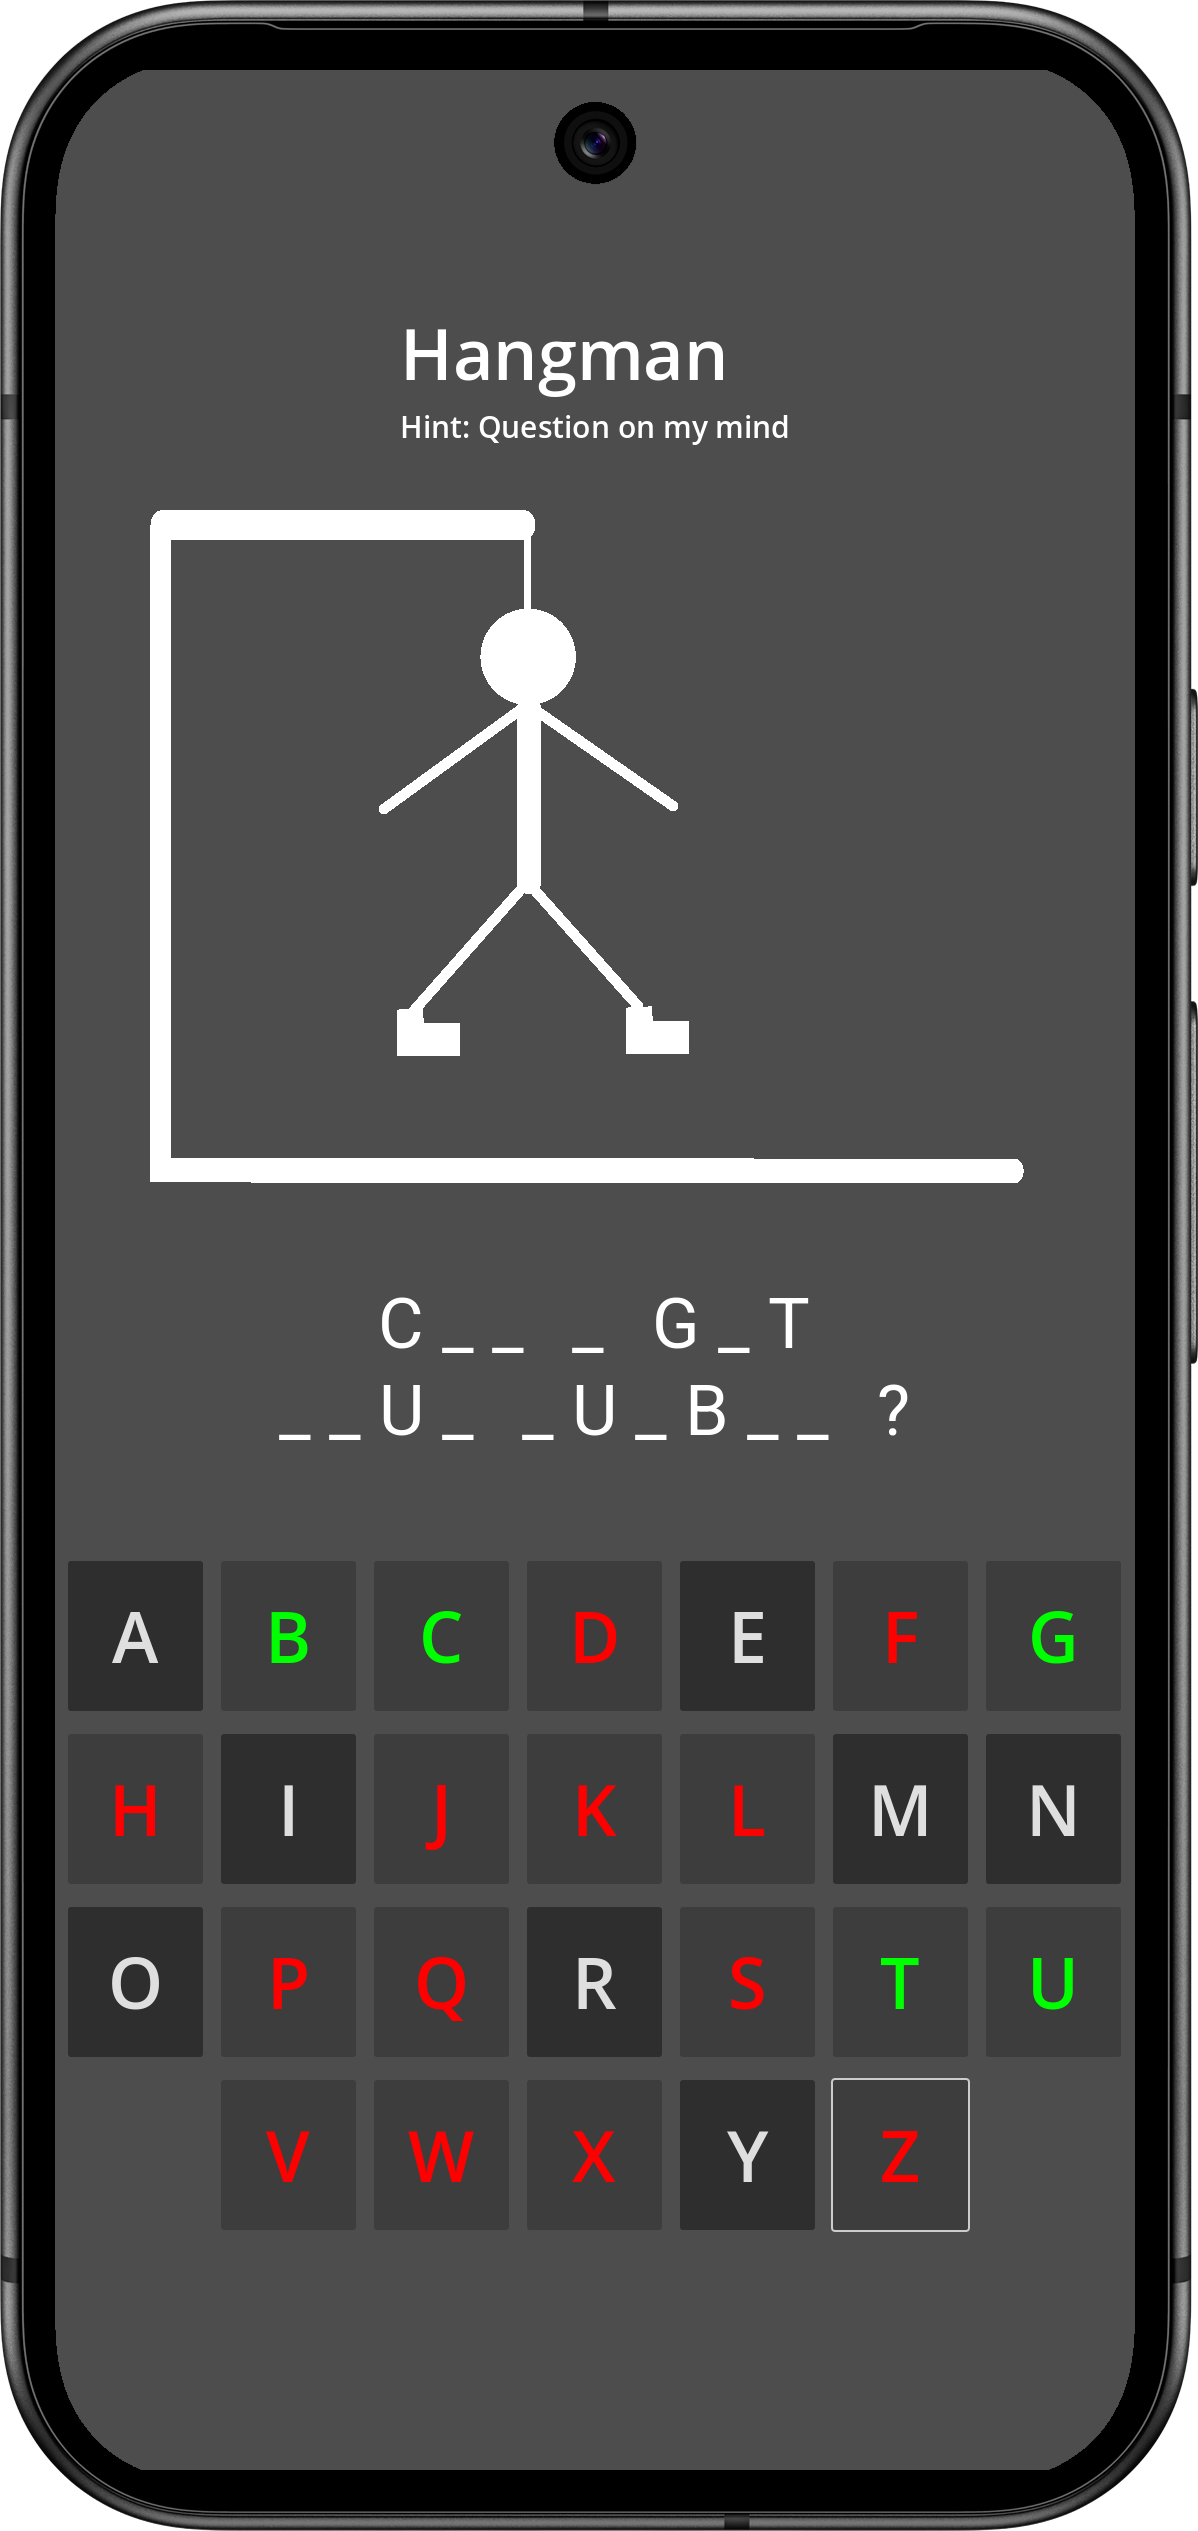 Hangman
Hint: Question on my mind
C _ _ _ G _ T
_ _ U _ _ U _ B _ _ ?
A B C D E F G
H I J K L M N
O P Q R S T U
V W X Y Z